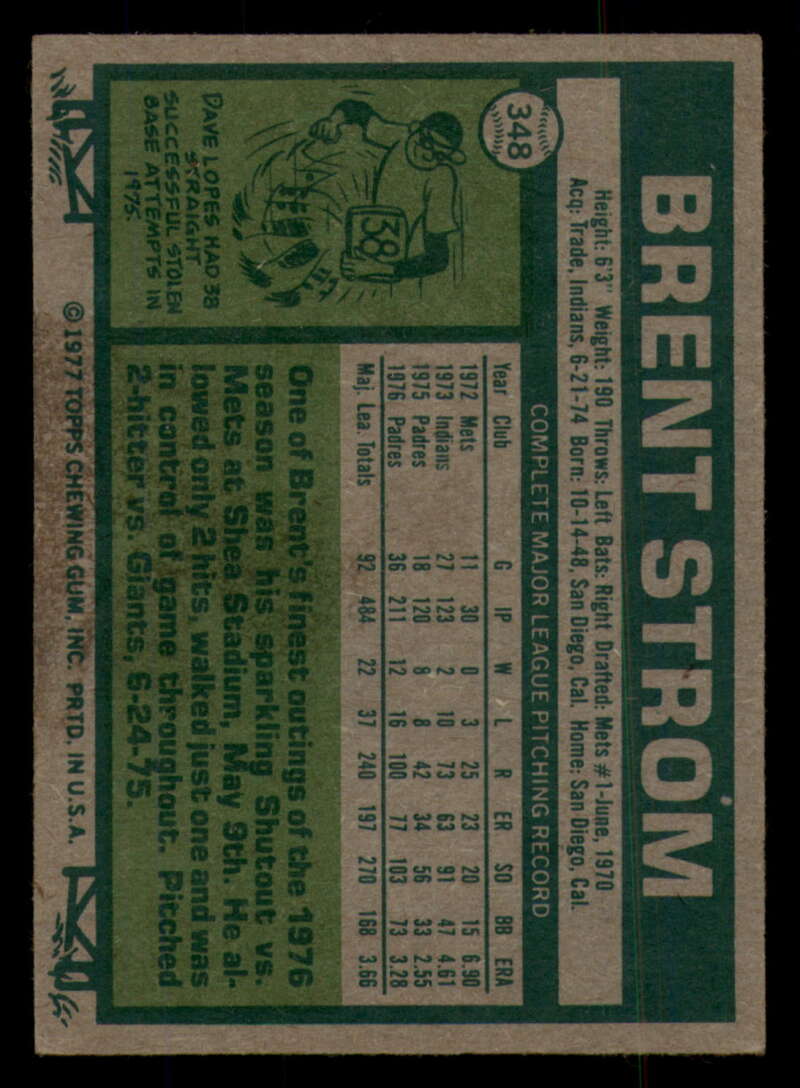 348
BRENT STROM
Height: 6'3" Weight: 190 Throws: Left Bats: Right Drafted: Mets #1-June, 1970
Acq: Trade, Indians, 6-21-74 Born: 10-14-48, San Diego, Cal. Home: San Diego, Cal.
COMPLETE MAJOR LEAGUE PITCHING RECORD
Year Club G IP W L R ER SO BB ERA
1972 Mets 11 30 0 3 25 23 20 15 6.90
1973 Indians 27 123 2 10 73 63 91 47 4.61
1975 Padres 18 120 8 8 42 34 56 33 2.55
1976 Padres 36 211 12 16 100 77 103 73 3.28
Maj. Lea. Totals 92 484 22 37 240 197 270 168 3.66
38
DAVE LOPES HAD 38
STRAIGHT
SUCCESSFUL STOLEN
BASE ATTEMPTS IN
1975.
One of Brent's finest outings of the 1976
season was his sparkling Shutout vs.
Mets at Shea Stadium, May 9th. He al-
lowed only 2 hits, walked just one and was
in control of game throughout. Pitched
2-hitter vs. Giants, 6-24-75.
©1977 TOPPS CHEWING GUM, INC. PRTD. IN U.S.A.